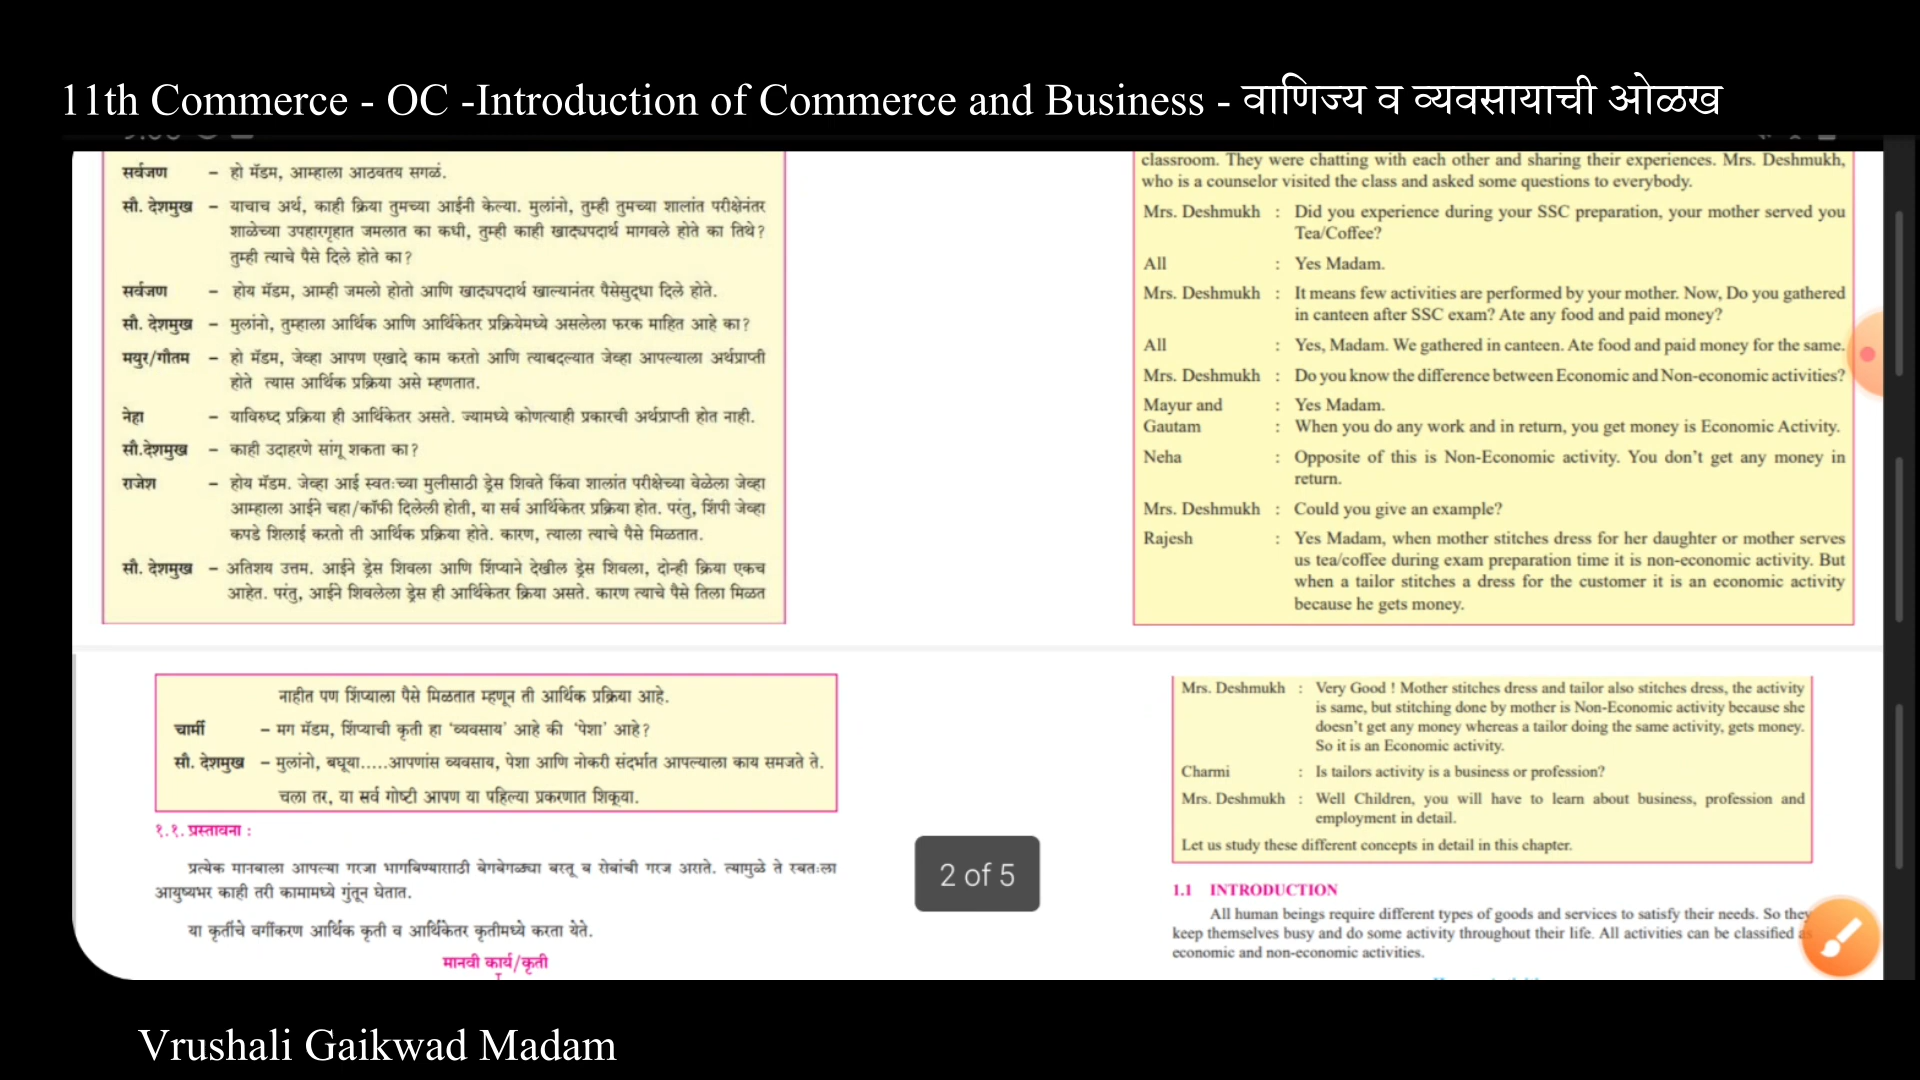 11th Commerce - OC -Introduction of Commerce and Business - वाणिज्य व व्यवसायाची ओळख
सर्वजण – हो मॅडम, आम्हाला आठवतय सगळं.
सौ. देशमुख – याचाच अर्थ, काही क्रिया तुमच्या आईनी केल्या. मुलांनो, तुम्ही तुमच्या शालांत परीक्षेनंतर
शाळेच्या उपहारगृहात जमलात का कधी, तुम्ही काही खाद्यपदार्थ मागवले होते का तिथे?
तुम्ही त्याचे पैसे दिले होते का?
सर्वजण – होय मॅडम, आम्ही जमलो होतो आणि खाद्यपदार्थ खाल्यानंतर पैसेसुद्धा दिले होते.
सौ. देशमुख – मुलांनो, तुम्हाला आर्थिक आणि आर्थिकेतर प्रक्रियेमध्ये असलेला फरक माहित आहे का?
मयुर/गौतम – हो मॅडम, जेव्हा आपण एखादे काम करतो आणि त्याबदल्यात जेव्हा आपल्याला अर्थप्राप्ती
होते त्यास आर्थिक प्रक्रिया असे म्हणतात.
नेहा – याविरुध्द प्रक्रिया ही आर्थिकेतर असते. ज्यामध्ये कोणत्याही प्रकारची अर्थप्राप्ती होत नाही.
सौ.देशमुख – काही उदाहरणे सांगू शकता का?
राजेश – होय मॅडम. जेव्हा आई स्वतःच्या मुलीसाठी ड्रेस शिवते किंवा शालांत परीक्षेच्या वेळेला जेव्हा
आम्हाला आईने चहा/कॉफी दिलेली होती, या सर्व आर्थिकेतर प्रक्रिया होत. परंतु, शिंपी जेव्हा
कपडे शिलाई करतो ती आर्थिक प्रक्रिया होते. कारण, त्याला त्याचे पैसे मिळतात.
सौ. देशमुख – अतिशय उत्तम. आईने ड्रेस शिवला आणि शिंप्याने देखील ड्रेस शिवला, दोन्ही क्रिया एकच
आहेत. परंतु, आईने शिवलेला ड्रेस ही आर्थिकेतर क्रिया असते. कारण त्याचे पैसे तिला मिळत
नाहीत पण शिंप्याला पैसे मिळतात म्हणून ती आर्थिक प्रक्रिया आहे.
चार्मी – मग मॅडम, शिंप्याची कृती हा ‘व्यवसाय’ आहे की ‘पेशा’ आहे?
सौ. देशमुख – मुलांनो, बघूया.....आपणांस व्यवसाय, पेशा आणि नोकरी संदर्भात आपल्याला काय समजते ते.
चला तर, या सर्व गोष्टी आपण या पहिल्या प्रकरणात शिकूया.
१.१. प्रस्तावना :
प्रत्येक मानवाला आपल्या गरजा भागविण्यासाठी वेगवेगळ्या वस्तू व सेवांची गरज असते. त्यामुळे ते स्वतःला
आयुष्यभर काही तरी कामामध्ये गुंतून घेतात.
या कृतींचे वर्गीकरण आर्थिक कृती व आर्थिकेतर कृतीमध्ये करता येते.
मानवी कार्य/कृती
classroom. They were chatting with each other and sharing their experiences. Mrs. Deshmukh,
who is a counselor visited the class and asked some questions to everybody.
Mrs. Deshmukh : Did you experience during your SSC preparation, your mother served you
Tea/Coffee?
All : Yes Madam.
Mrs. Deshmukh : It means few activities are performed by your mother. Now, Do you gathered
in canteen after SSC exam? Ate any food and paid money?
All : Yes, Madam. We gathered in canteen. Ate food and paid money for the same.
Mrs. Deshmukh : Do you know the difference between Economic and Non-economic activities?
Mayur and : Yes Madam.
Gautam : When you do any work and in return, you get money is Economic Activity.
Neha : Opposite of this is Non-Economic activity. You don’t get any money in
return.
Mrs. Deshmukh : Could you give an example?
Rajesh : Yes Madam, when mother stitches dress for her daughter or mother serves
us tea/coffee during exam preparation time it is non-economic activity. But
when a tailor stitches a dress for the customer it is an economic activity
because he gets money.
Mrs. Deshmukh : Very Good ! Mother stitches dress and tailor also stitches dress, the activity
is same, but stitching done by mother is Non-Economic activity because she
doesn’t get any money whereas a tailor doing the same activity, gets money.
So it is an Economic activity.
Charmi : Is tailors activity is a business or profession?
Mrs. Deshmukh : Well Children, you will have to learn about business, profession and
employment in detail.
Let us study these different concepts in detail in this chapter.
1.1 INTRODUCTION
All human beings require different types of goods and services to satisfy their needs. So they
keep themselves busy and do some activity throughout their life. All activities can be classified
economic and non-economic activities.
2 of 5
Vrushali Gaikwad Madam